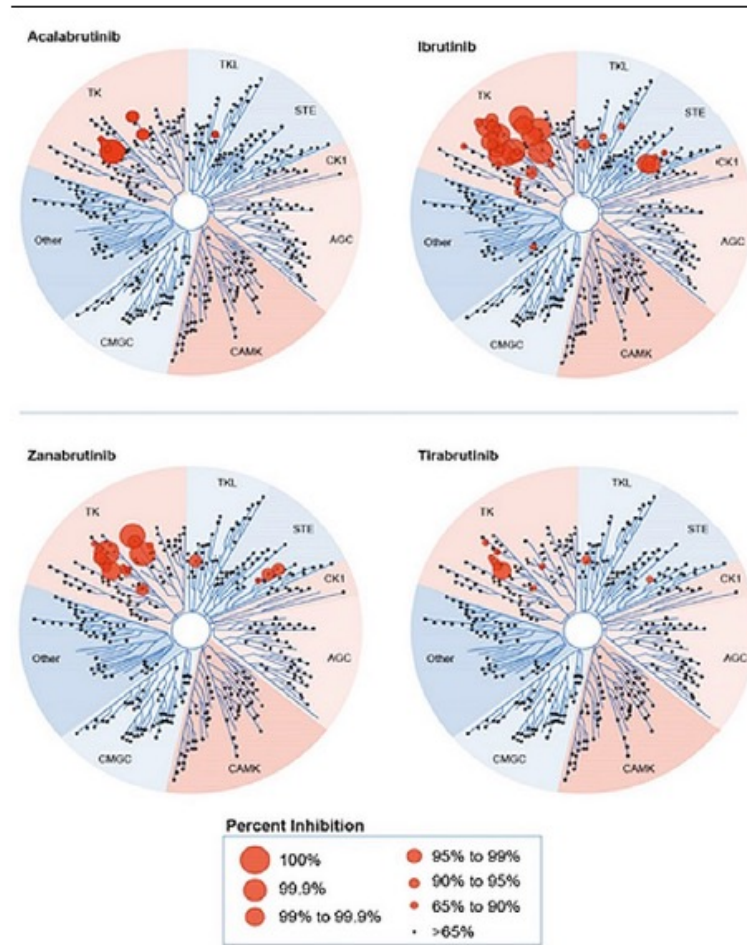 Acalabrutinib
Ibrutinib
TK
TKL
STE
CK1
AGC
CAMK
CMGC
Other
TK
TKL
STE
CK1
AGC
CAMK
CMGC
Other
Zanabrutinib
Tirabrutinib
TK
TKL
STE
CK1
AGC
CAMK
CMGC
Other
TK
TKL
STE
CK1
AGC
CAMK
CMGC
Other
Percent Inhibition
100%
99.9%
99% to 99.9%
95% to 99%
90% to 95%
65% to 90%
>65%